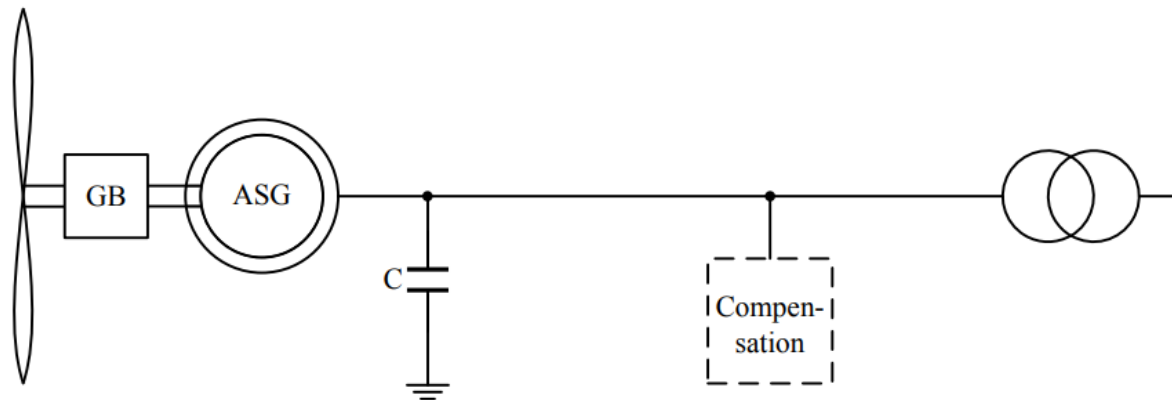 GB
ASG
C
Compen-
sation